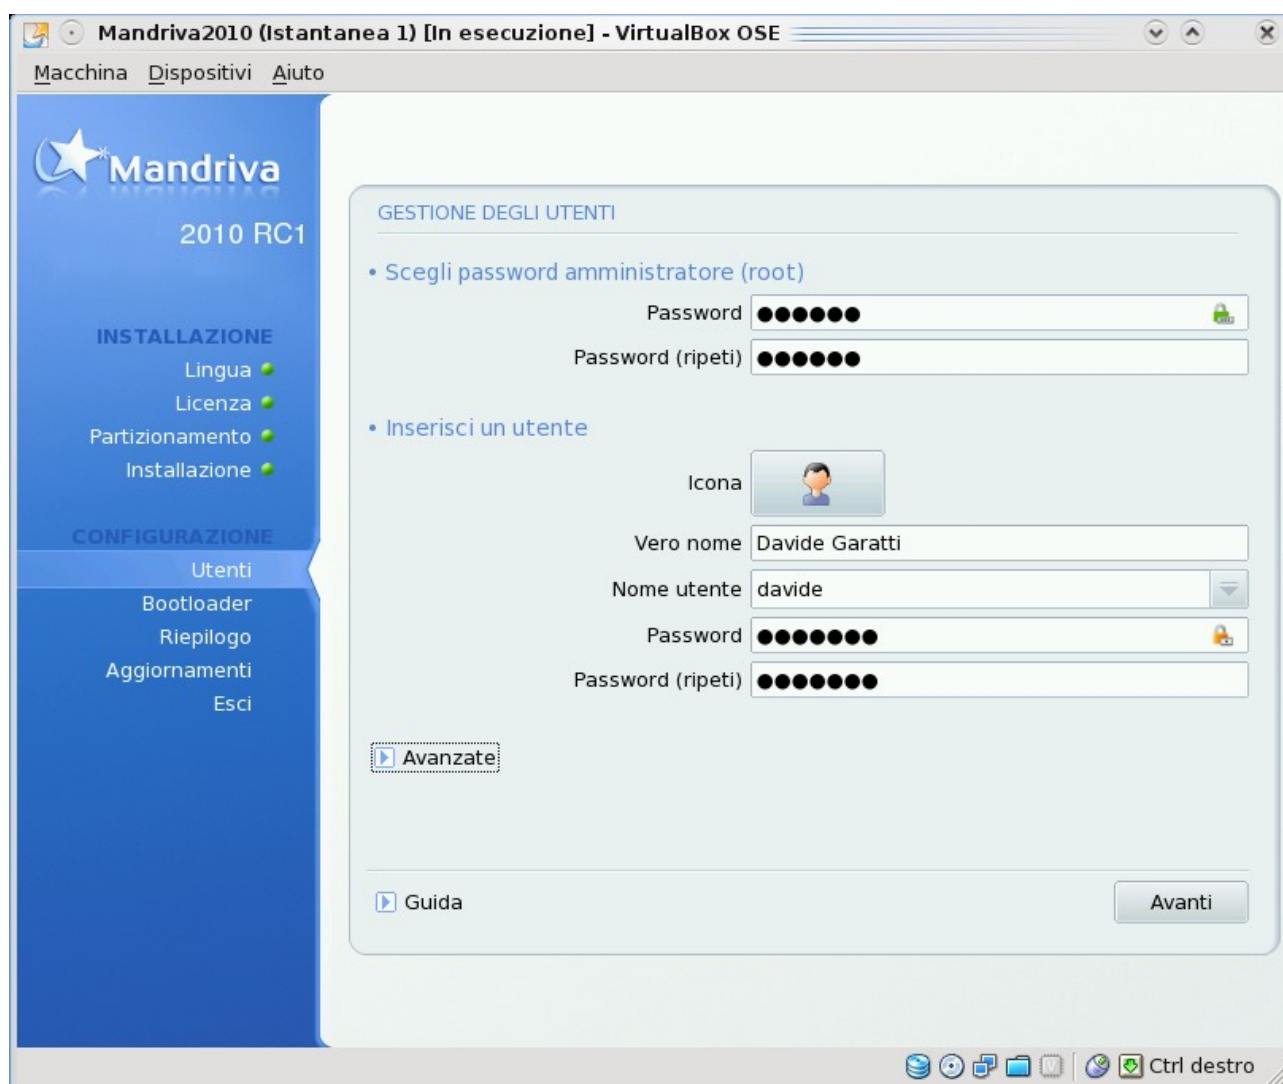 Mandriva2010 (Istantanea 1) [In esecuzione] - VirtualBox OSE
Macchina Dispositivi Aiuto
Mandriva
2010 RC1
INSTALLAZIONE
Lingua
Licenza
Partizionamento
Installazione
CONFIGURAZIONE
Utenti
Bootloader
Riepilogo
Aggiornamenti
Esci
GESTIONE DEGLI UTENTI
• Scegli password amministratore (root)
Password ●●●●●●
Password (ripeti) ●●●●●●
• Inserisci un utente
Icona
Vero nome Davide Garatti
Nome utente davide
Password ●●●●●●●
Password (ripeti) ●●●●●●●
Avanzate
Guida
Avanti
Ctrl destro